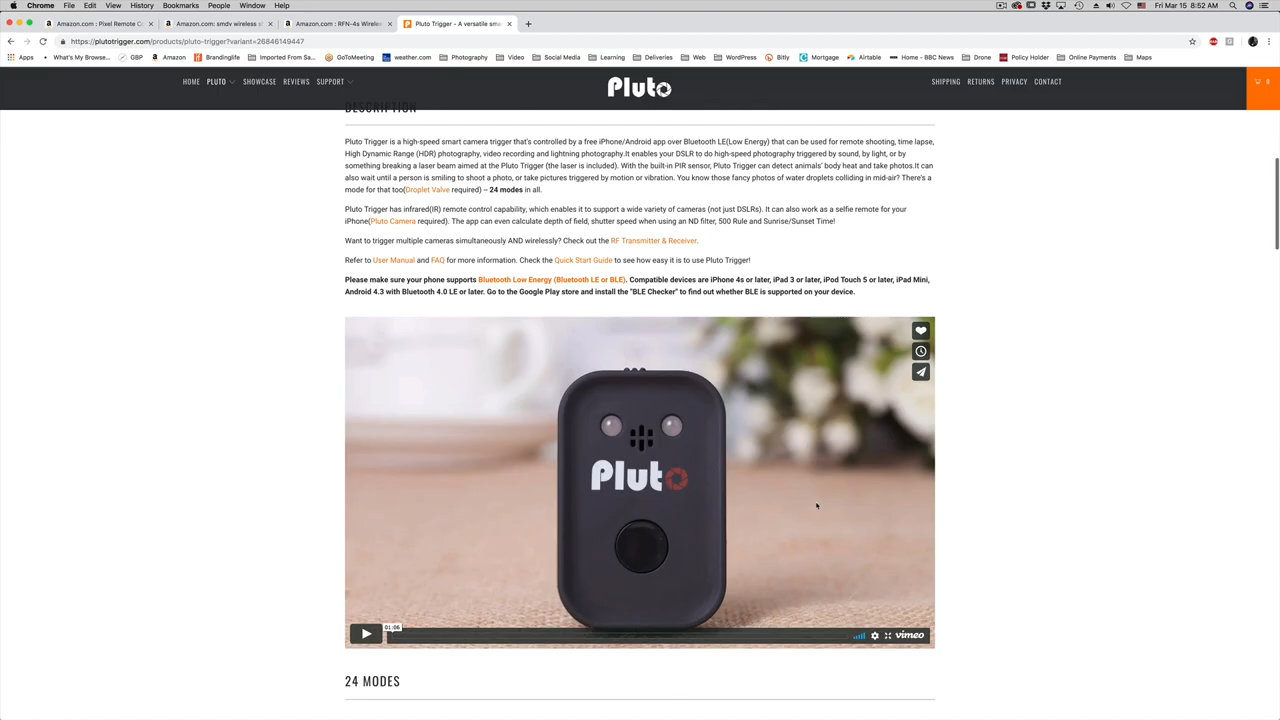 Chrome File Edit View History Bookmarks People Window Help
Fri Mar 15 8:52 AM
Amazon.com : Pixel Remote Co
Amazon.com: smdv wireless sh
Amazon.com : RFN-4s Wireles
Pluto Trigger - A versatile sma
https://plutotrigger.com/products/pluto-trigger?variant=26846149447
Apps What's My Browse... GBP Amazon Brandinglife Imported From Sa... GoToMeeting weather.com Photography Video Social Media Learning Deliveries Web WordPress Bitly Mortgage Airtable Home - BBC News Drone Policy Holder Online Payments Maps
HOME PLUTO SHOWCASE REVIEWS SUPPORT
Pluto
SHIPPING RETURNS PRIVACY CONTACT
0
DESCRIPTION
Pluto Trigger is a high-speed smart camera trigger that's controlled by a free iPhone/Android app over Bluetooth LE(Low Energy) that can be used for remote shooting, time lapse,
High Dynamic Range (HDR) photography, video recording and lightning photography.It enables your DSLR to do high-speed photography triggered by sound, by light, or by
something breaking a laser beam aimed at the Pluto Trigger (the laser is included). With the built-in PIR sensor, Pluto Trigger can detect animals' body heat and take photos.It can
also wait until a person is smiling to shoot a photo, or take pictures triggered by motion or vibration. You know those fancy photos of water droplets colliding in mid-air? There's a
mode for that too(Droplet Valve required) -- 24 modes in all.
Pluto Trigger has infrared(IR) remote control capability, which enables it to support a wide variety of cameras (not just DSLRs). It can also work as a selfie remote for your
iPhone(Pluto Camera required). The app can even calculate depth of field, shutter speed when using an ND filter, 500 Rule and Sunrise/Sunset Time!
Want to trigger multiple cameras simultaneously AND wirelessly? Check out the RF Transmitter & Receiver.
Refer to User Manual and FAQ for more information. Check the Quick Start Guide to see how easy it is to use Pluto Trigger!
Please make sure your phone supports Bluetooth Low Energy (Bluetooth LE or BLE). Compatible devices are iPhone 4s or later, iPad 3 or later, iPod Touch 5 or later, iPad Mini,
Android 4.3 with Bluetooth 4.0 LE or later. Go to the Google Play store and install the "BLE Checker" to find out whether BLE is supported on your device.
Pluto
01:06
vimeo
24 MODES